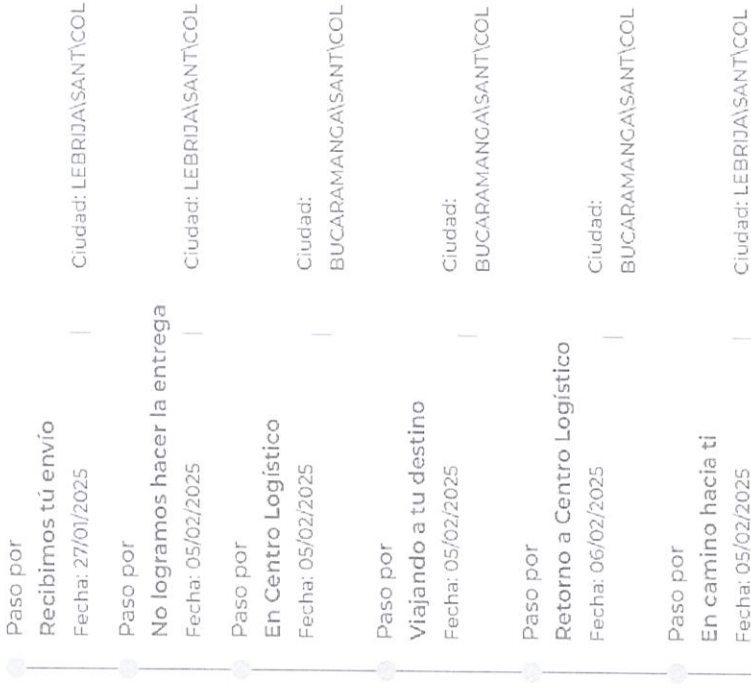 Paso por
Recibimos tú envío
Fecha: 27/01/2025 | Ciudad: LEBRIJA\SANT\COL
Paso por
No logramos hacer la entrega
Fecha: 05/02/2025 | Ciudad: LEBRIJA\SANT\COL
Paso por
En Centro Logístico
Fecha: 05/02/2025 | Ciudad:
BUCARAMANGA\SANT\COL
Paso por
Viajando a tu destino
Fecha: 05/02/2025 | Ciudad:
BUCARAMANGA\SANT\COL
Paso por
Retorno a Centro Logístico
Fecha: 06/02/2025 | Ciudad:
BUCARAMANGA\SANT\COL
Paso por
En camino hacia ti
Fecha: 05/02/2025 | Ciudad: LEBRIJA\SANT\COL